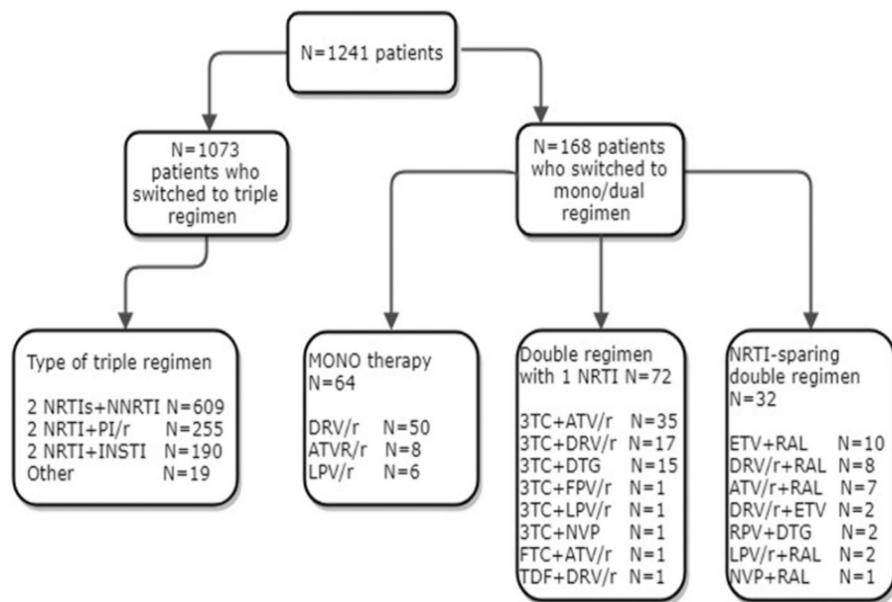 N=1241 patients
N=1073
patients who
switched to triple
regimen
N=168 patients
who switched to
mono/dual
regimen
Type of triple regimen
2 NRTIs+NNRTI N=609
2 NRTI+PI/r N=255
2 NRTI+INSTI N=190
Other N=19
MONO therapy
N=64
DRV/r N=50
ATVR/r N=8
LPV/r N=6
Double regimen
with 1 NRTI N=72
3TC+ATV/r N=35
3TC+DRV/r N=17
3TC+DTG N=15
3TC+FPV/r N=1
3TC+LPV/r N=1
3TC+NVP N=1
FTC+ATV/r N=1
TDF+DRV/r N=1
NRTI-sparing
double regimen
N=32
ETV+RAL N=10
DRV/r+RAL N=8
ATV/r+RAL N=7
DRV/r+ETV N=2
RPV+DTG N=2
LPV/r+RAL N=2
NVP+RAL N=1